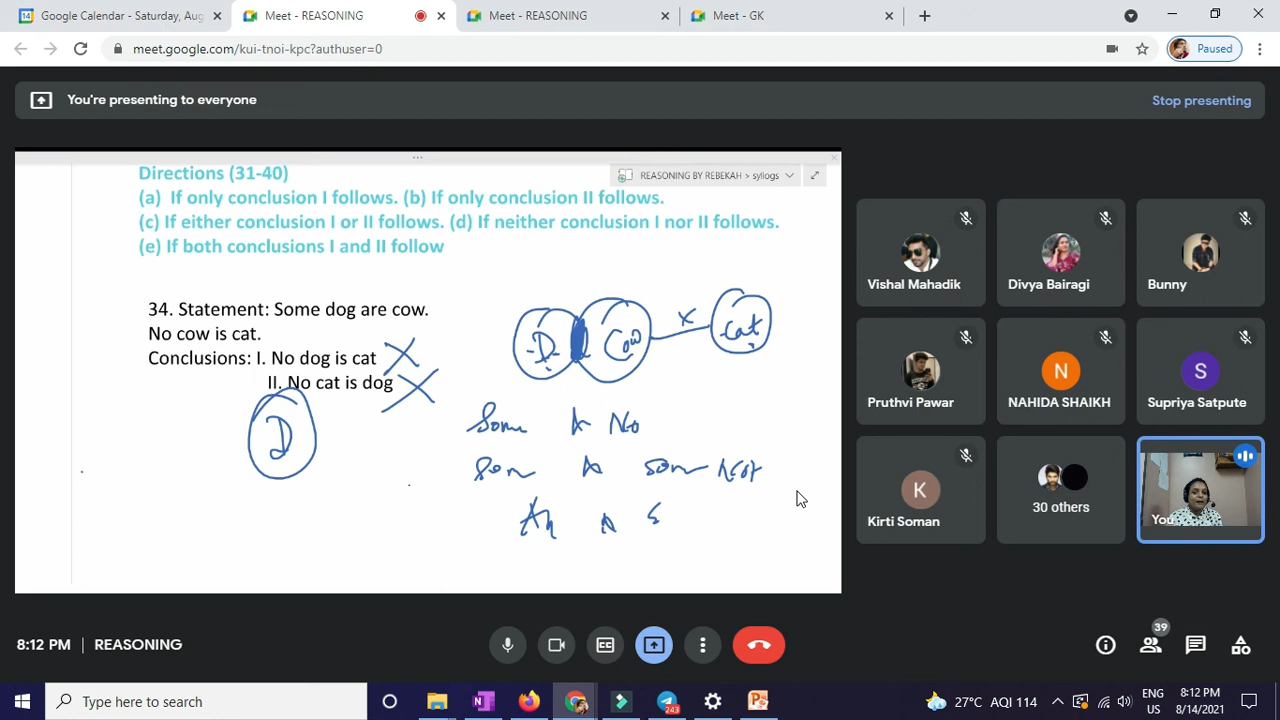 Google Calendar - Saturday, Aug
Meet - REASONING
Meet - REASONING
Meet - GK
meet.google.com/kui-tnoi-kpc?authuser=0
Paused
You're presenting to everyone
Stop presenting
REASONING BY REBEKAH > syllogs
Directions (31-40)
(a) If only conclusion I follows. (b) If only conclusion II follows.
(c) If either conclusion I or II follows. (d) If neither conclusion I nor II follows.
(e) If both conclusions I and II follow
34. Statement: Some dog are cow.
No cow is cat.
Conclusions: I. No dog is cat
II. No cat is dog
D
D
Cow
x
Cat
Some
No
Som
Som
Not
Vishal Mahadik
Divya Bairagi
Bunny
Pruthvi Pawar
N
NAHIDA SHAIKH
S
Supriya Satpute
K
Kirti Soman
30 others
You
8:12 PM | REASONING
39
Type here to search
243
27°C AQI 114
ENG
US
8:12 PM
8/14/2021